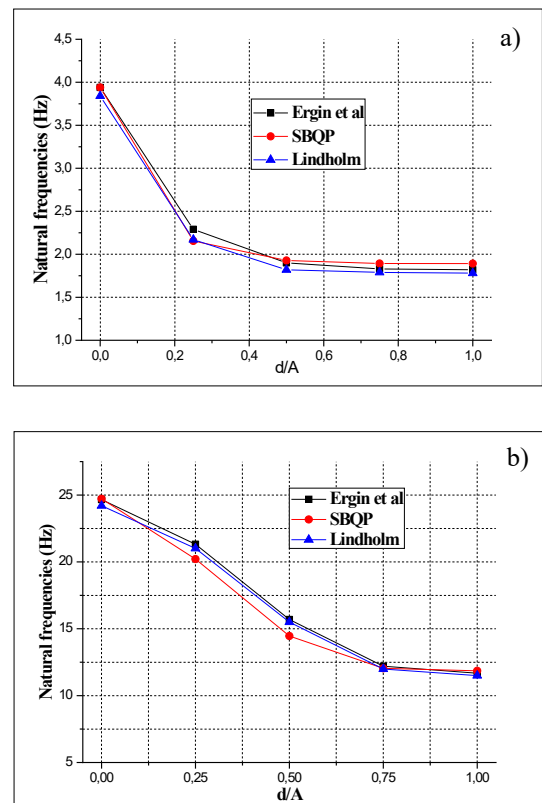 a)
4,5
4,0
3,5
3,0
2,5
2,0
1,5
1,0
Natural frequencies (Hz)
Ergin et al
SBQP
Lindholm
0,0 0,2 0,4 0,6 0,8 1,0
d/A
b)
25
20
15
10
5
Natural frequencies (Hz)
Ergin et al
SBQP
Lindholm
0,00 0,25 0,50 0,75 1,00
d/A